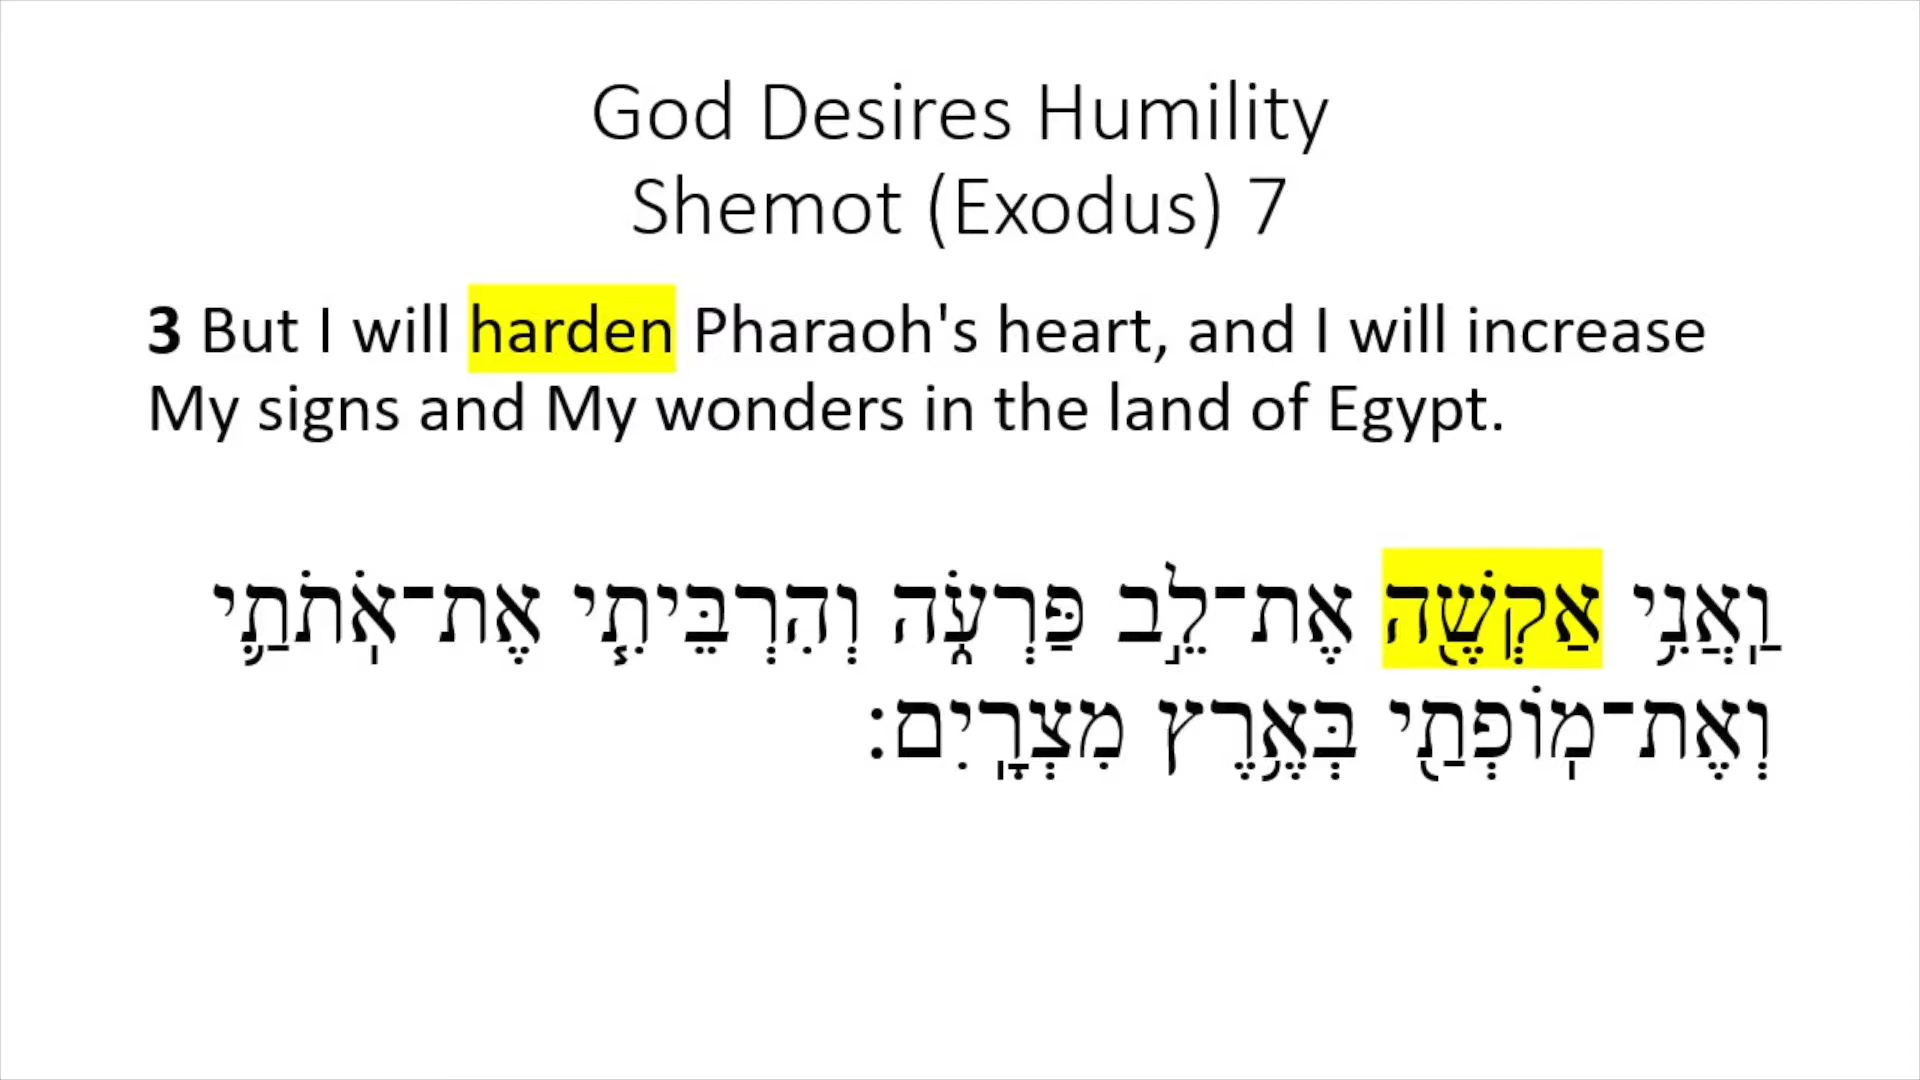 God Desires Humility
Shemot (Exodus) 7
3 But I will harden Pharaoh's heart, and I will increase
My signs and My wonders in the land of Egypt.
וַֽאֲנִ֥י אַקְשֶׁ֖ה אֶת־לֵ֣ב פַּרְעֹ֑ה וְהִרְבֵּיתִ֧י אֶת־אֹֽתֹתַ֛י
וְאֶת־מֽוֹפְתַ֖י בְּאֶ֥רֶץ מִצְרָֽיִם: